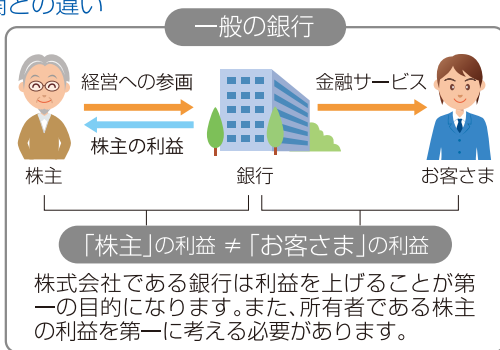 との違い
一般の銀行
経営への参画
金融サービス
株主の利益
株主
銀行
お客さま
「株主」の利益 ≠ 「お客さま」の利益
株式会社である銀行は利益を上げることが第
一の目的になります。また、所有者である株主
の利益を第一に考える必要があります。